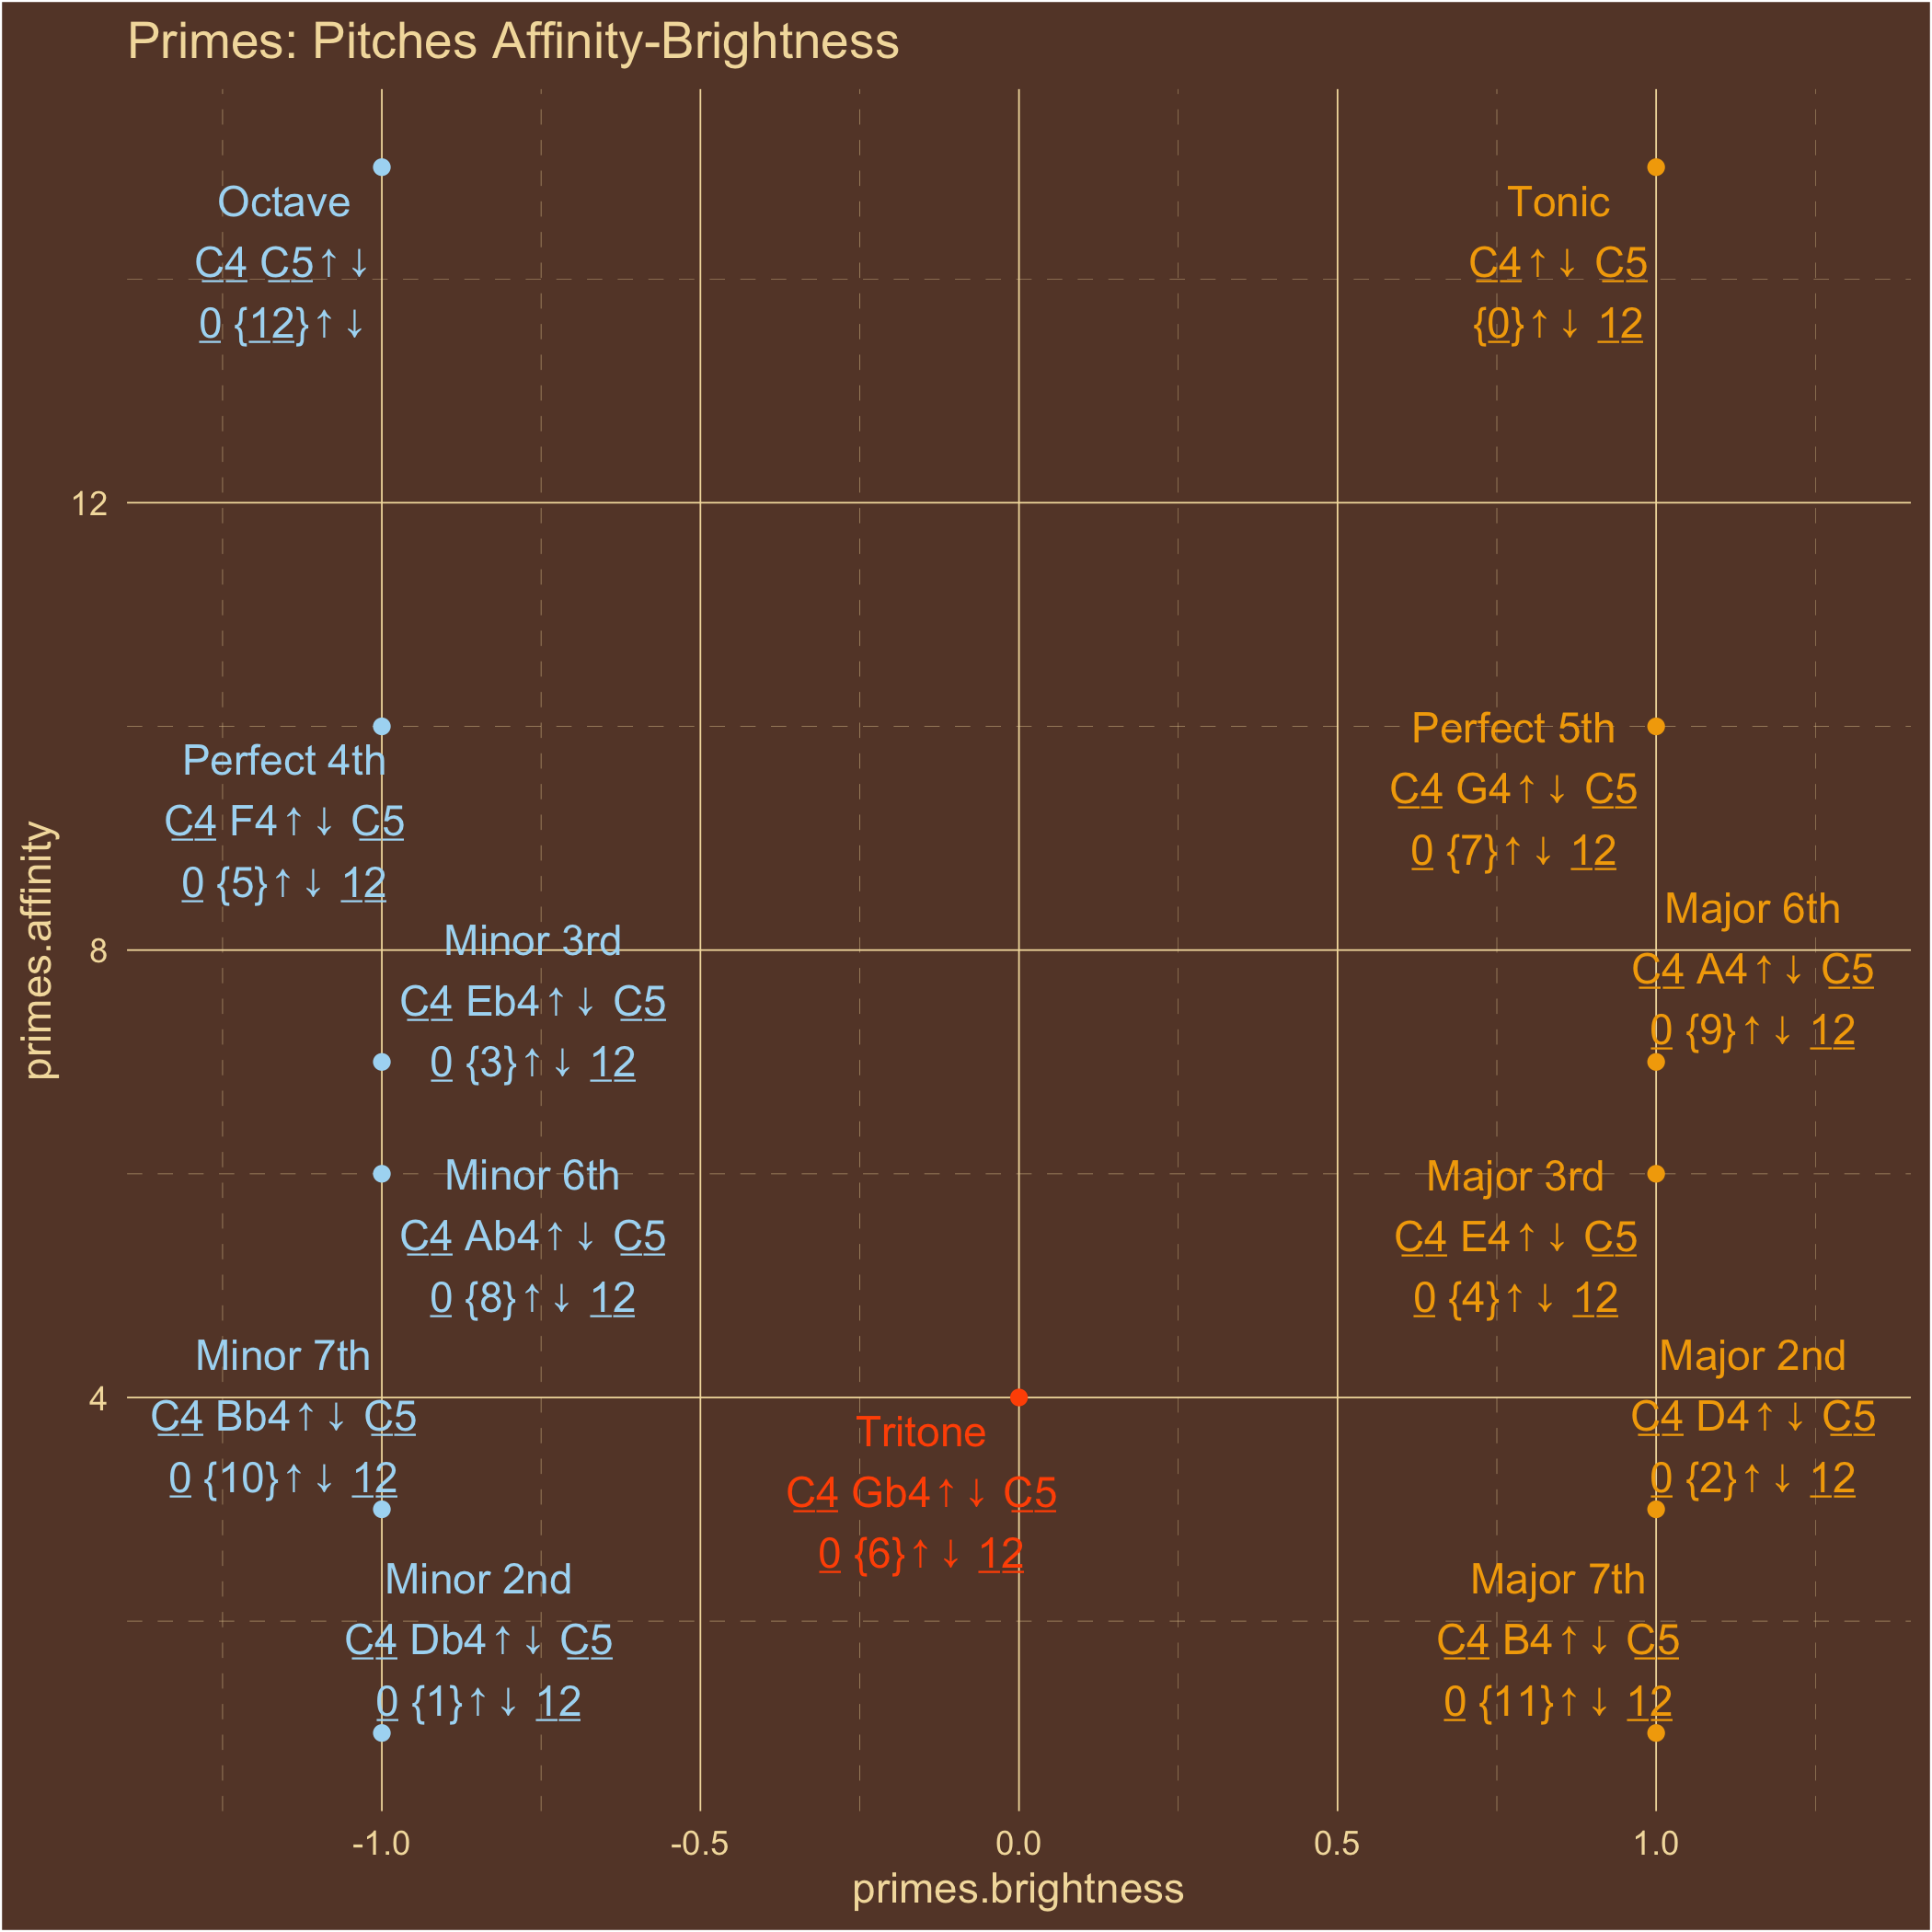 Primes: Pitches Affinity-Brightness
Octave
C4 C5↑↓
0 {12}↑↓
Tonic
C4↑↓ C5
{0}↑↓ 12
12
Perfect 4th
C4 F4↑↓ C5
0 {5}↑↓ 12
Perfect 5th
C4 G4↑↓ C5
0 {7}↑↓ 12
primes.affinity
8
Minor 3rd
C4 Eb4↑↓ C5
0 {3}↑↓ 12
Major 6th
C4 A4↑↓ C5
0 {9}↑↓ 12
Minor 6th
C4 Ab4↑↓ C5
0 {8}↑↓ 12
Major 3rd
C4 E4↑↓ C5
0 {4}↑↓ 12
4
Minor 7th
C4 Bb4↑↓ C5
0 {10}↑↓ 12
Tritone
C4 Gb4↑↓ C5
0 {6}↑↓ 12
Major 2nd
C4 D4↑↓ C5
0 {2}↑↓ 12
Minor 2nd
C4 Db4↑↓ C5
0 {1}↑↓ 12
Major 7th
C4 B4↑↓ C5
0 {11}↑↓ 12
-1.0 -0.5 0.0 0.5 1.0
primes.brightness